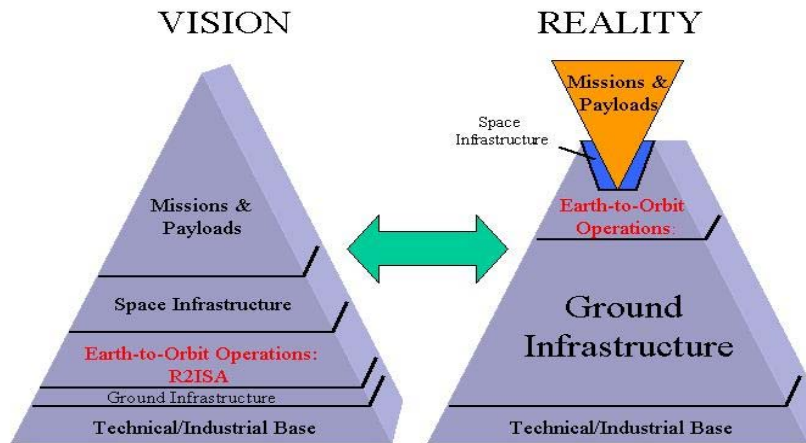 VISION
Missions &
Payloads
Space Infrastructure
Earth-to-Orbit Operations:
R2ISA
Ground Infrastructure
Technical/Industrial Base
REALITY
Missions &
Payloads
Space
Infrastructure
Earth-to-Orbit
Operations:
Ground
Infrastructure
Technical/Industrial Base